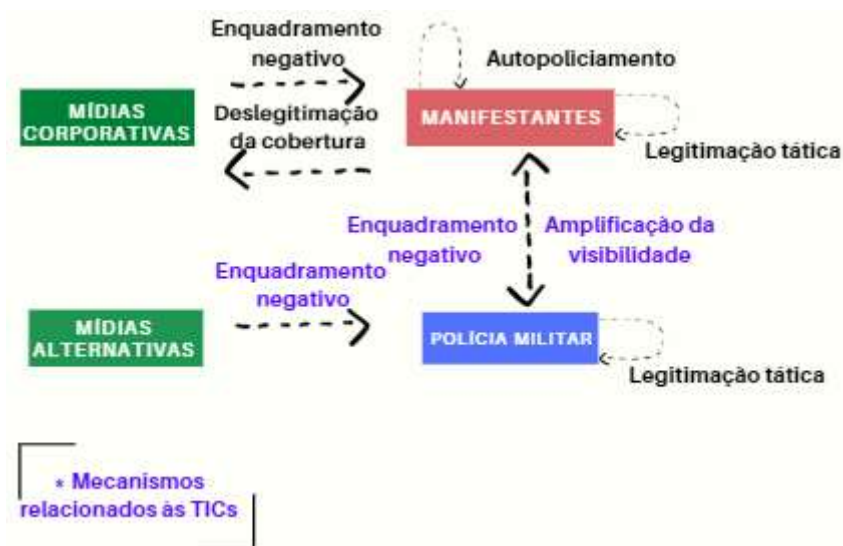 Enquadramento
negativo
Autopoliciamento
MÍDIAS
CORPORATIVAS
Deslegitimação
da cobertura
MANIFESTANTES
Legitimação tática
Enquadramento
negativo
Amplificação da
visibilidade
Enquadramento
negativo
MÍDIAS
ALTERNATIVAS
POLÍCIA MILITAR
Legitimação tática
* Mecanismos
relacionados às TICs